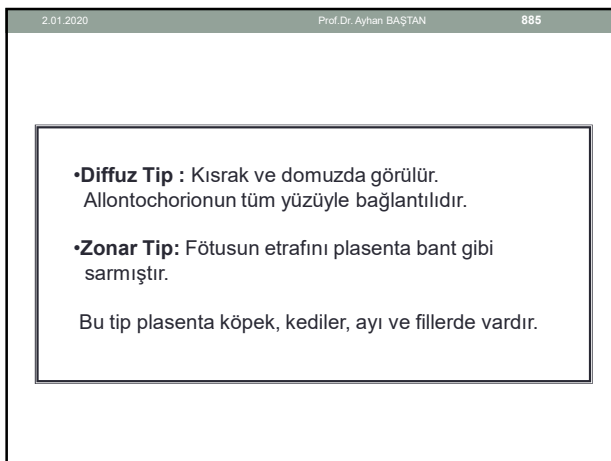 2.01.2020 Prof.Dr. Ayhan BAŞTAN 885
•Diffuz Tip : Kısrak ve domuzda görülür.
Allontochorionun tüm yüzüyle bağlantılıdır.
•Zonar Tip: Fötusun etrafını plasenta bant gibi
sarmıştır.
Bu tip plasenta köpek, kediler, ayı ve fillerde vardır.